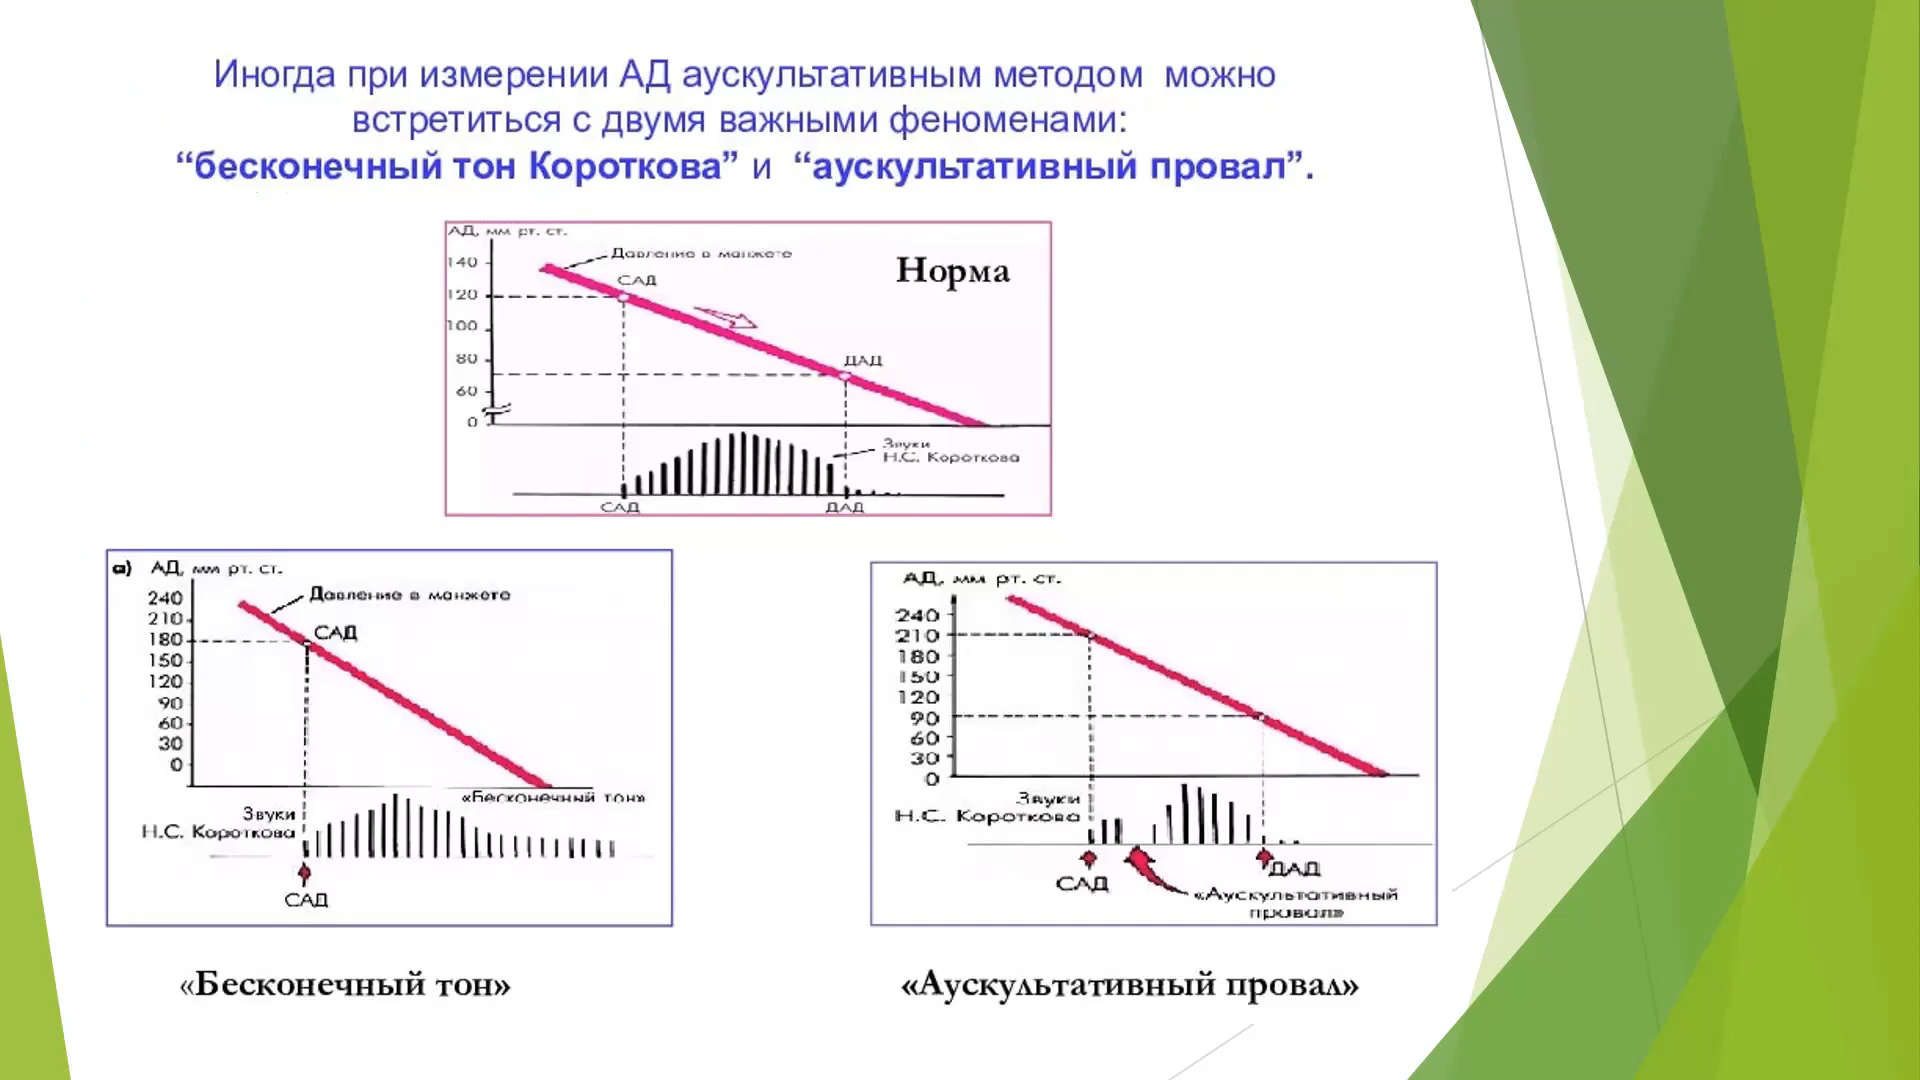 Иногда при измерении АД аускультативным методом можно
встретиться с двумя важными феноменами:
“бесконечный тон Короткова” и “аускультативный провал”.
АД, мм рт. ст.
Давление в манжете
Норма
140
САД
120
100
80
ДАД
60
0
Звуки
Н.С. Короткова
САД
ДАД
а) АД, мм рт. ст.
240
Давление в манжете
210
180
САД
150
120
90
60
30
0
«Бесконечный тон»
Звуки
Н.С. Короткова
САД
АД, мм рт. ст.
240
210
180
150
120
90
60
30
0
Звуки
Н.С. Короткова
САД
ДАД
«Аускультативный
провал»
«Бесконечный тон»
«Аускультативный провал»